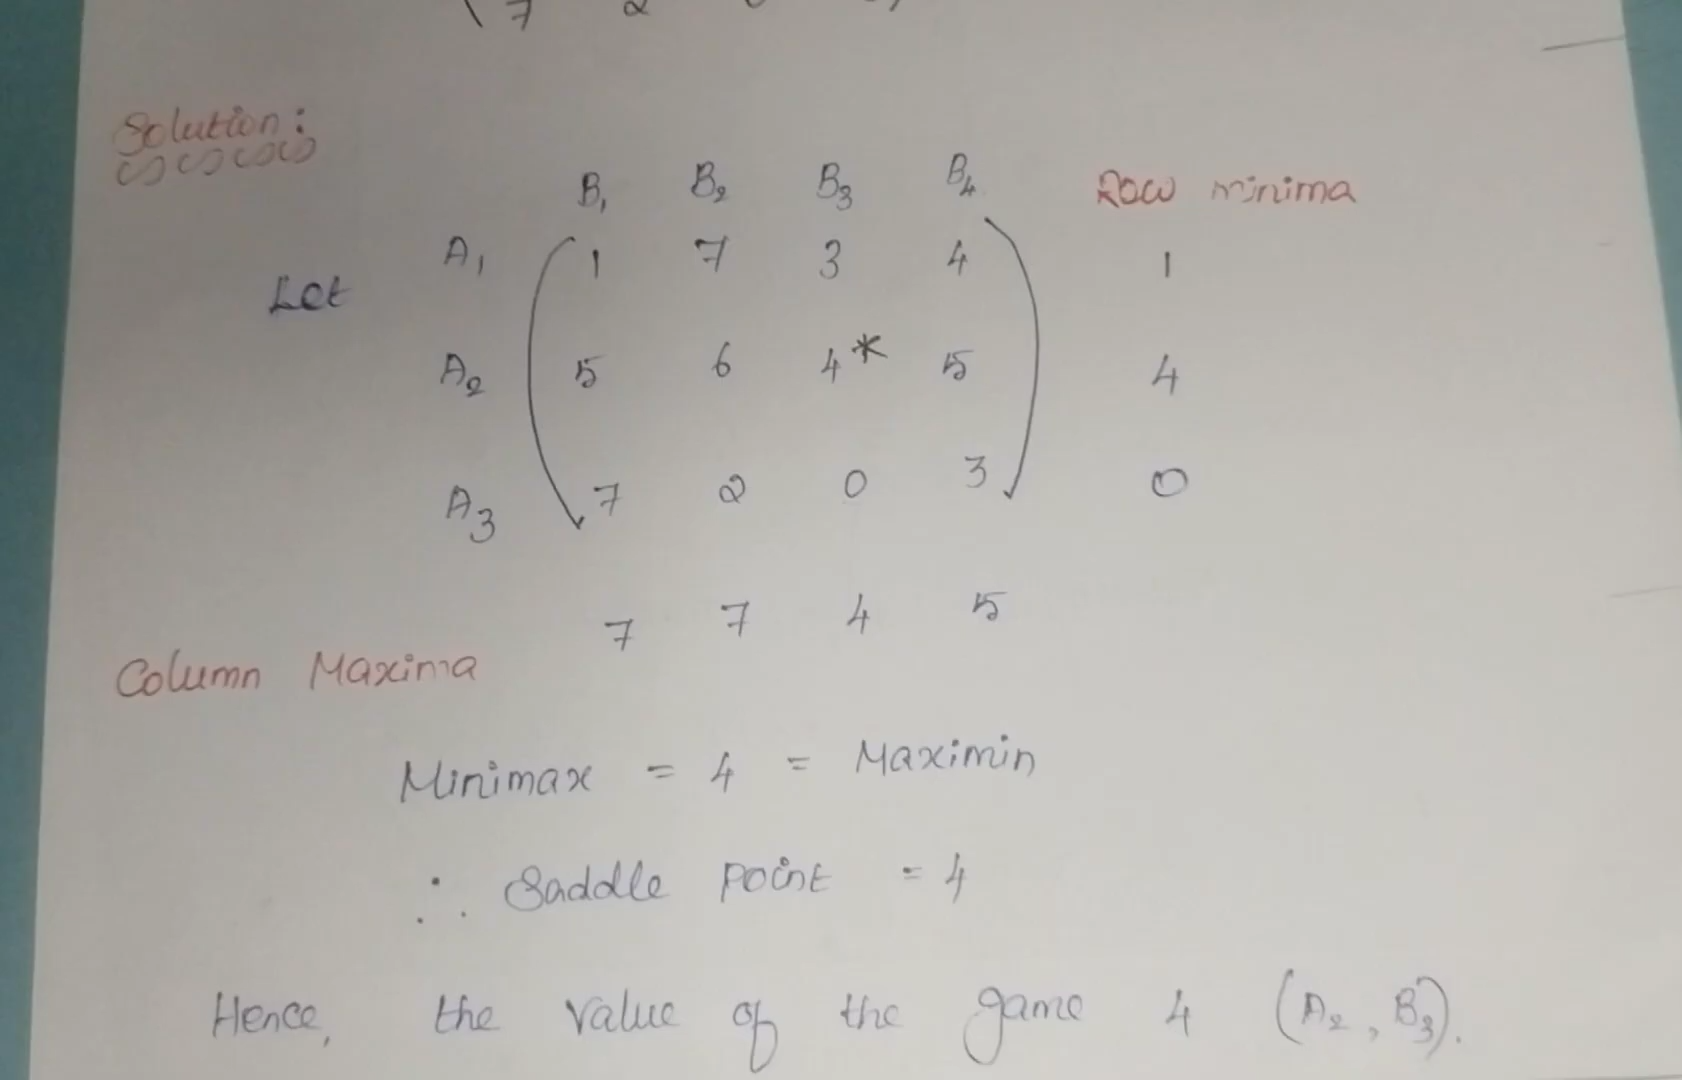 7 2
Solution:
B1 B2 B3 B4 Row minima
A1 1 7 3 4 1
Let
A2 5 6 4* 5 4
A3 7 2 0 3 0
7 7 4 5
Column Maxima
Minimax = 4 = Maximin
∴ Saddle point = 4
Hence, the value of the game 4 (A2, B3).